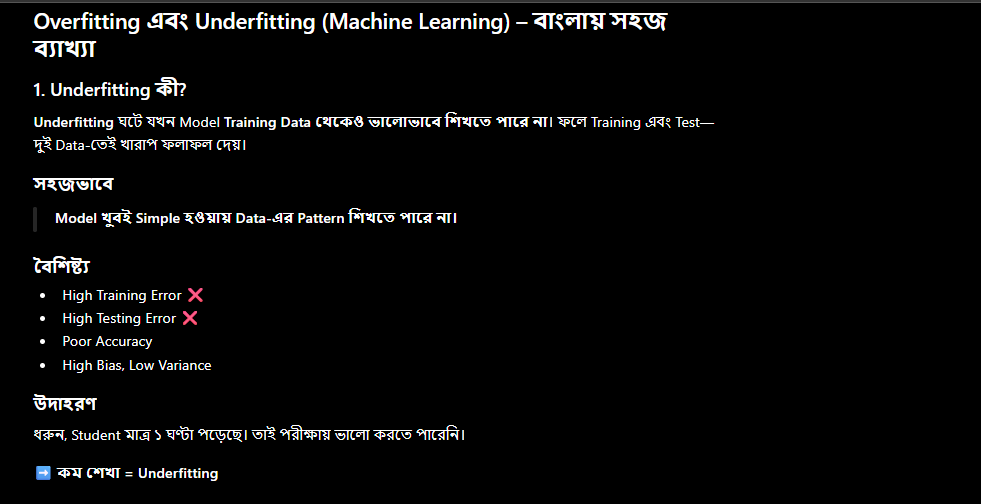 Overfitting এবং Underfitting (Machine Learning) – বাংলায় সহজ
ব্যাখ্যা
1. Underfitting কী?
Underfitting ঘটে যখন Model Training Data থেকেও ভালোভাবে শিখতে পারে না। ফলে Training এবং Test—
দুই Data-তেই খারাপ ফলাফল দেয়।
সহজভাবে
Model খুবই Simple হওয়ায় Data-এর Pattern শিখতে পারে না।
বৈশিষ্ট্য
• High Training Error ❌
• High Testing Error ❌
• Poor Accuracy
• High Bias, Low Variance
উদাহরণ
ধরুন, Student মাত্র ১ ঘণ্টা পড়েছে। তাই পরীক্ষায় ভালো করতে পারেনি।
➡️ কম শেখা = Underfitting